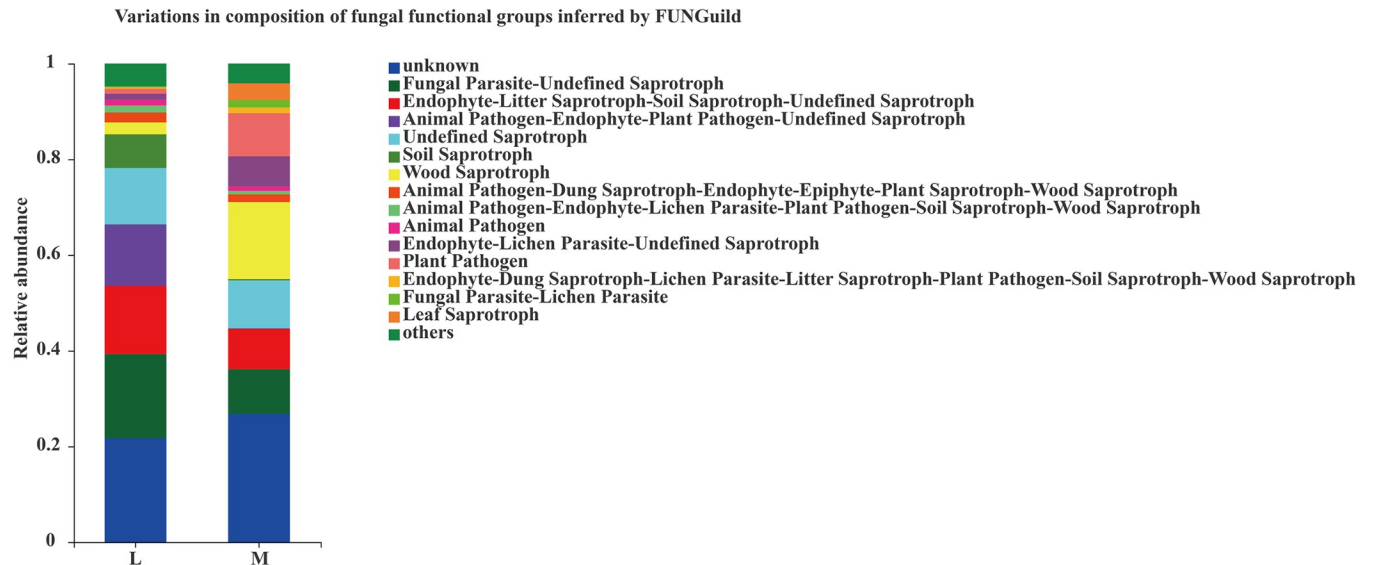 Variations in composition of fungal functional groups inferred by FUNGuild
Relative abundance
1
0.8
0.6
0.4
0.2
0
L
M
unknown
Fungal Parasite-Undefined Saprotroph
Endophyte-Litter Saprotroph-Soil Saprotroph-Undefined Saprotroph
Animal Pathogen-Endophyte-Plant Pathogen-Undefined Saprotroph
Undefined Saprotroph
Soil Saprotroph
Wood Saprotroph
Animal Pathogen-Dung Saprotroph-Endophyte-Epiphyte-Plant Saprotroph-Wood Saprotroph
Animal Pathogen-Endophyte-Lichen Parasite-Plant Pathogen-Soil Saprotroph-Wood Saprotroph
Animal Pathogen
Endophyte-Lichen Parasite-Undefined Saprotroph
Plant Pathogen
Endophyte-Dung Saprotroph-Lichen Parasite-Litter Saprotroph-Plant Pathogen-Soil Saprotroph-Wood Saprotroph
Fungal Parasite-Lichen Parasite
Leaf Saprotroph
others